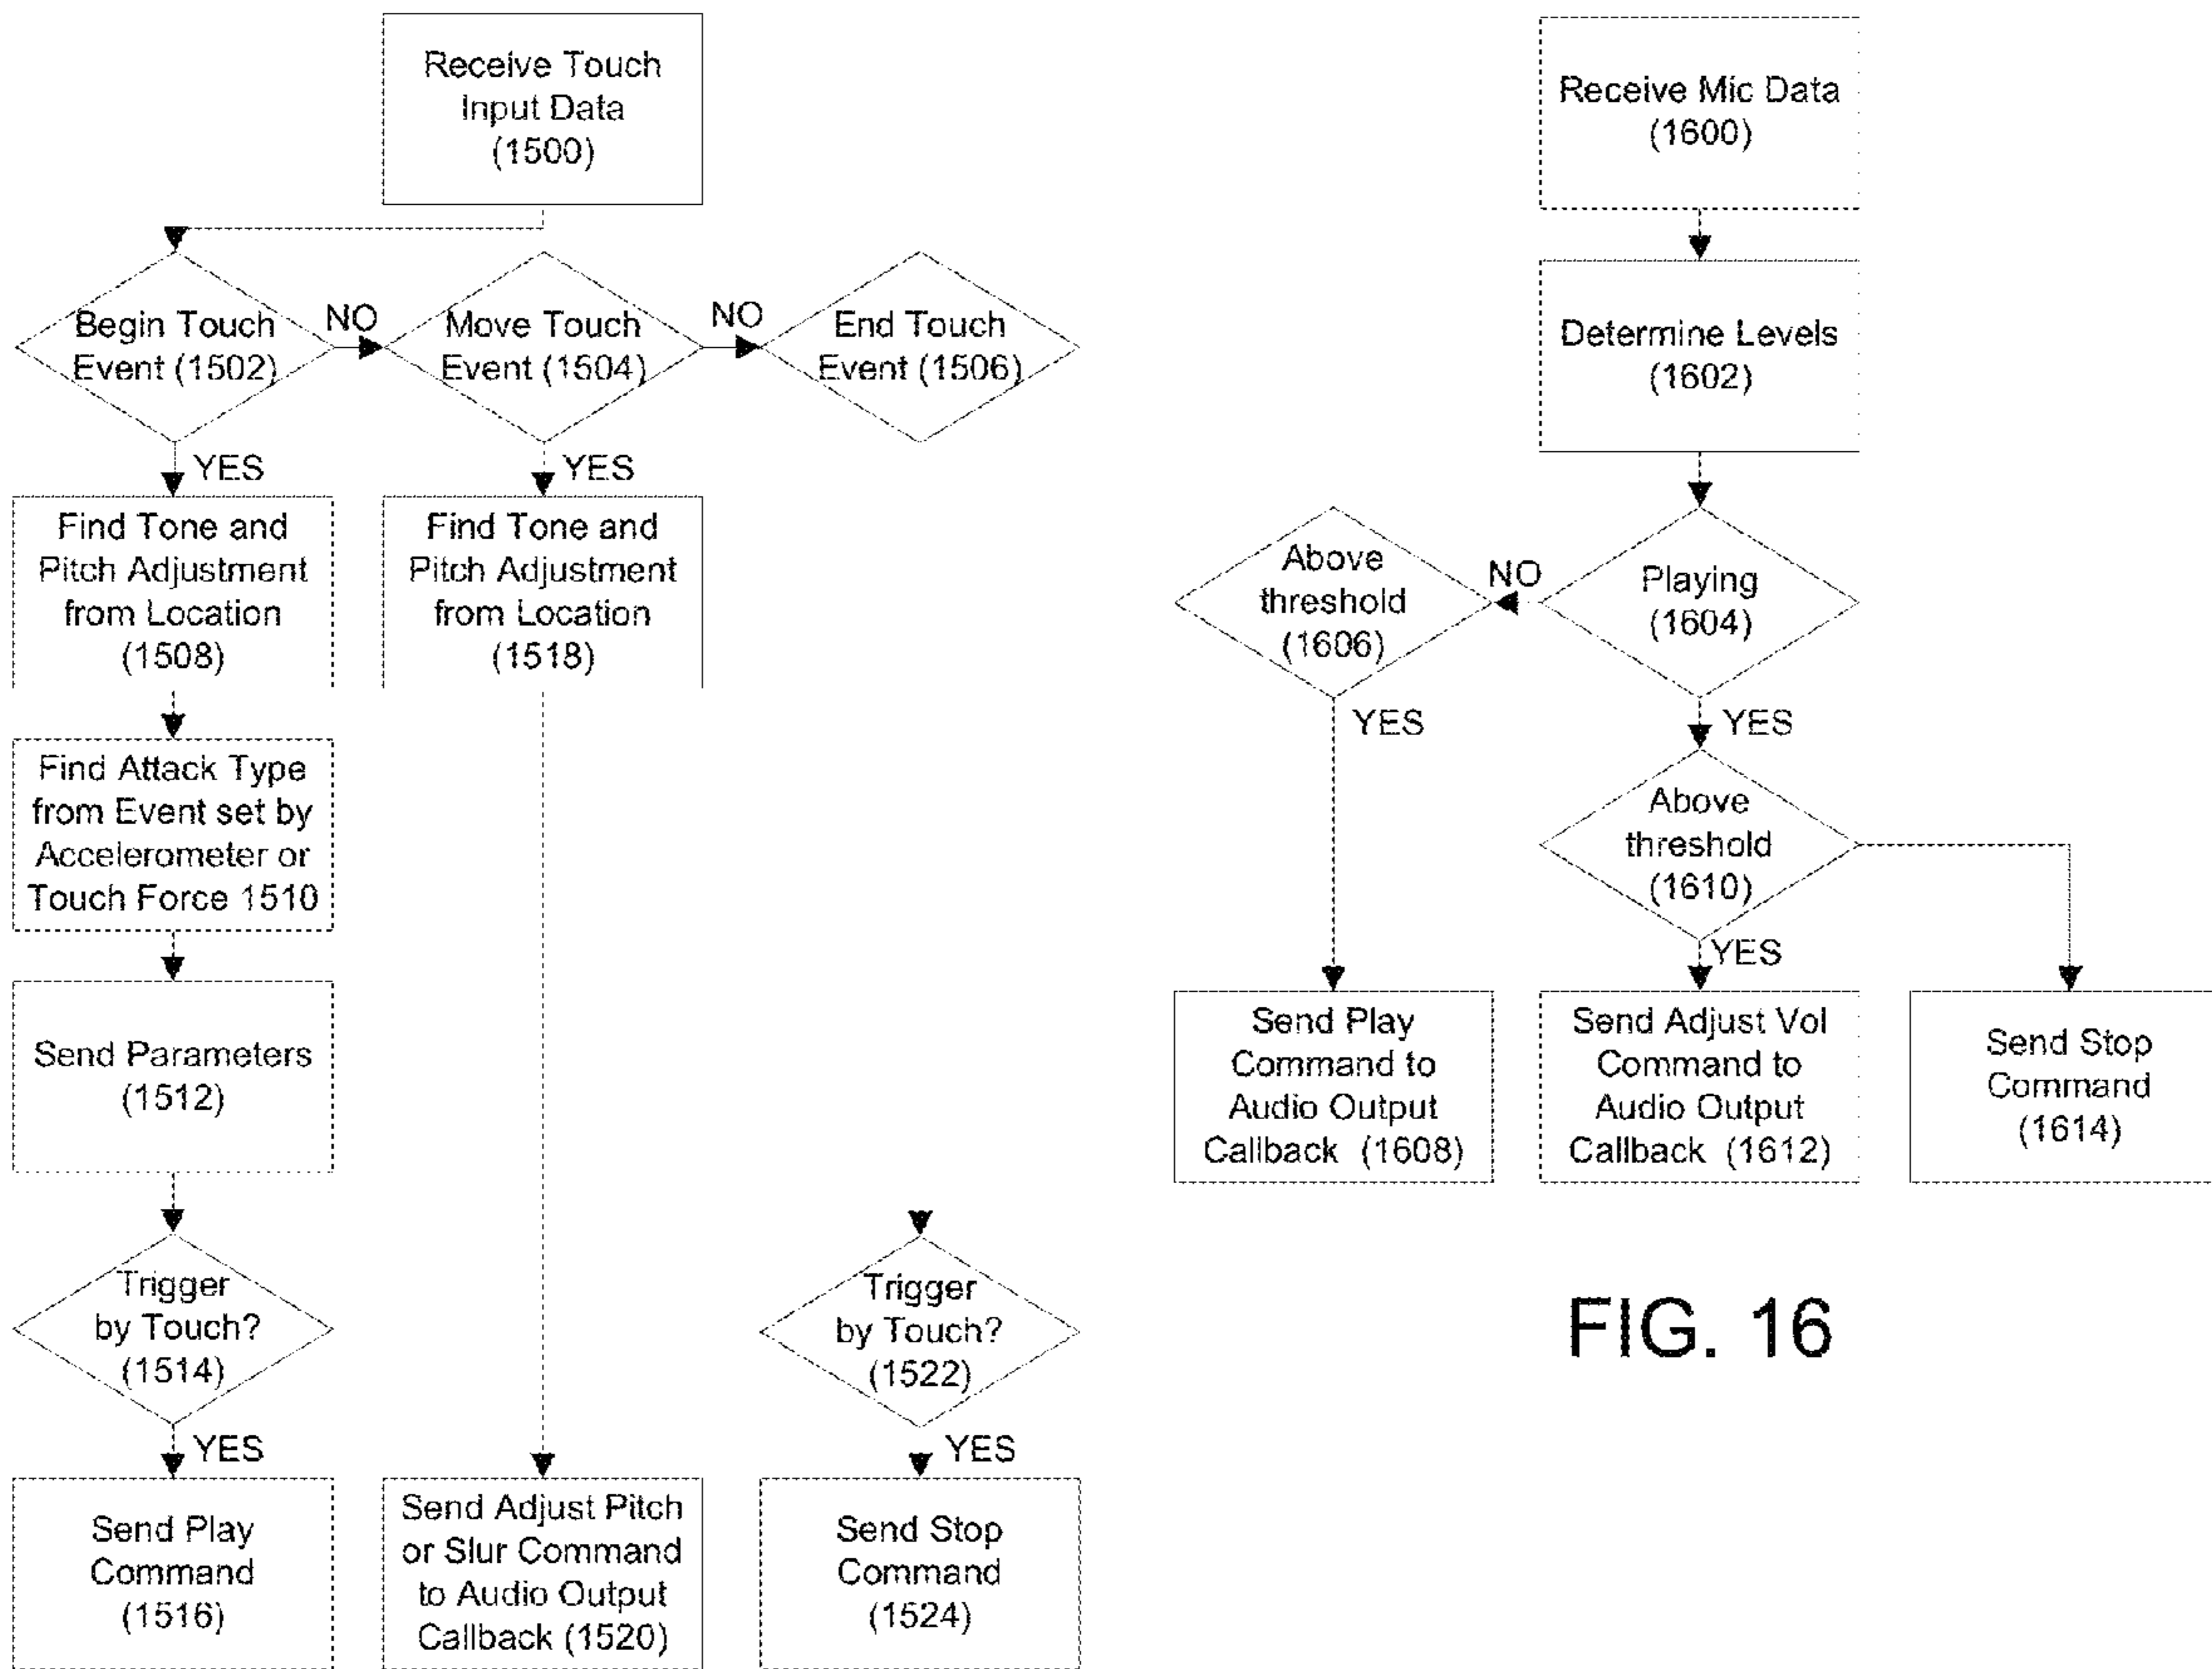 Receive Touch
Input Data
(1500)
Begin Touch
Event (1502)
NO
Move Touch
Event (1504)
NO
End Touch
Event (1506)
YES
YES
Find Tone and
Pitch Adjustment
from Location
(1508)
Find Tone and
Pitch Adjustment
from Location
(1518)
Find Attack Type
from Event set by
Accelerometer or
Touch Force 1510
Send Parameters
(1512)
Trigger
by Touch?
(1514)
Trigger
by Touch?
(1522)
YES
YES
Send Play
Command
(1516)
Send Adjust Pitch
or Slur Command
to Audio Output
Callback (1520)
Send Stop
Command
(1524)
Receive Mic Data
(1600)
Determine Levels
(1602)
Above
threshold
(1606)
NO
Playing
(1604)
YES
YES
Above
threshold
(1610)
YES
Send Play
Command to
Audio Output
Callback (1608)
Send Adjust Vol
Command to
Audio Output
Callback (1612)
Send Stop
Command
(1614)
FIG. 16